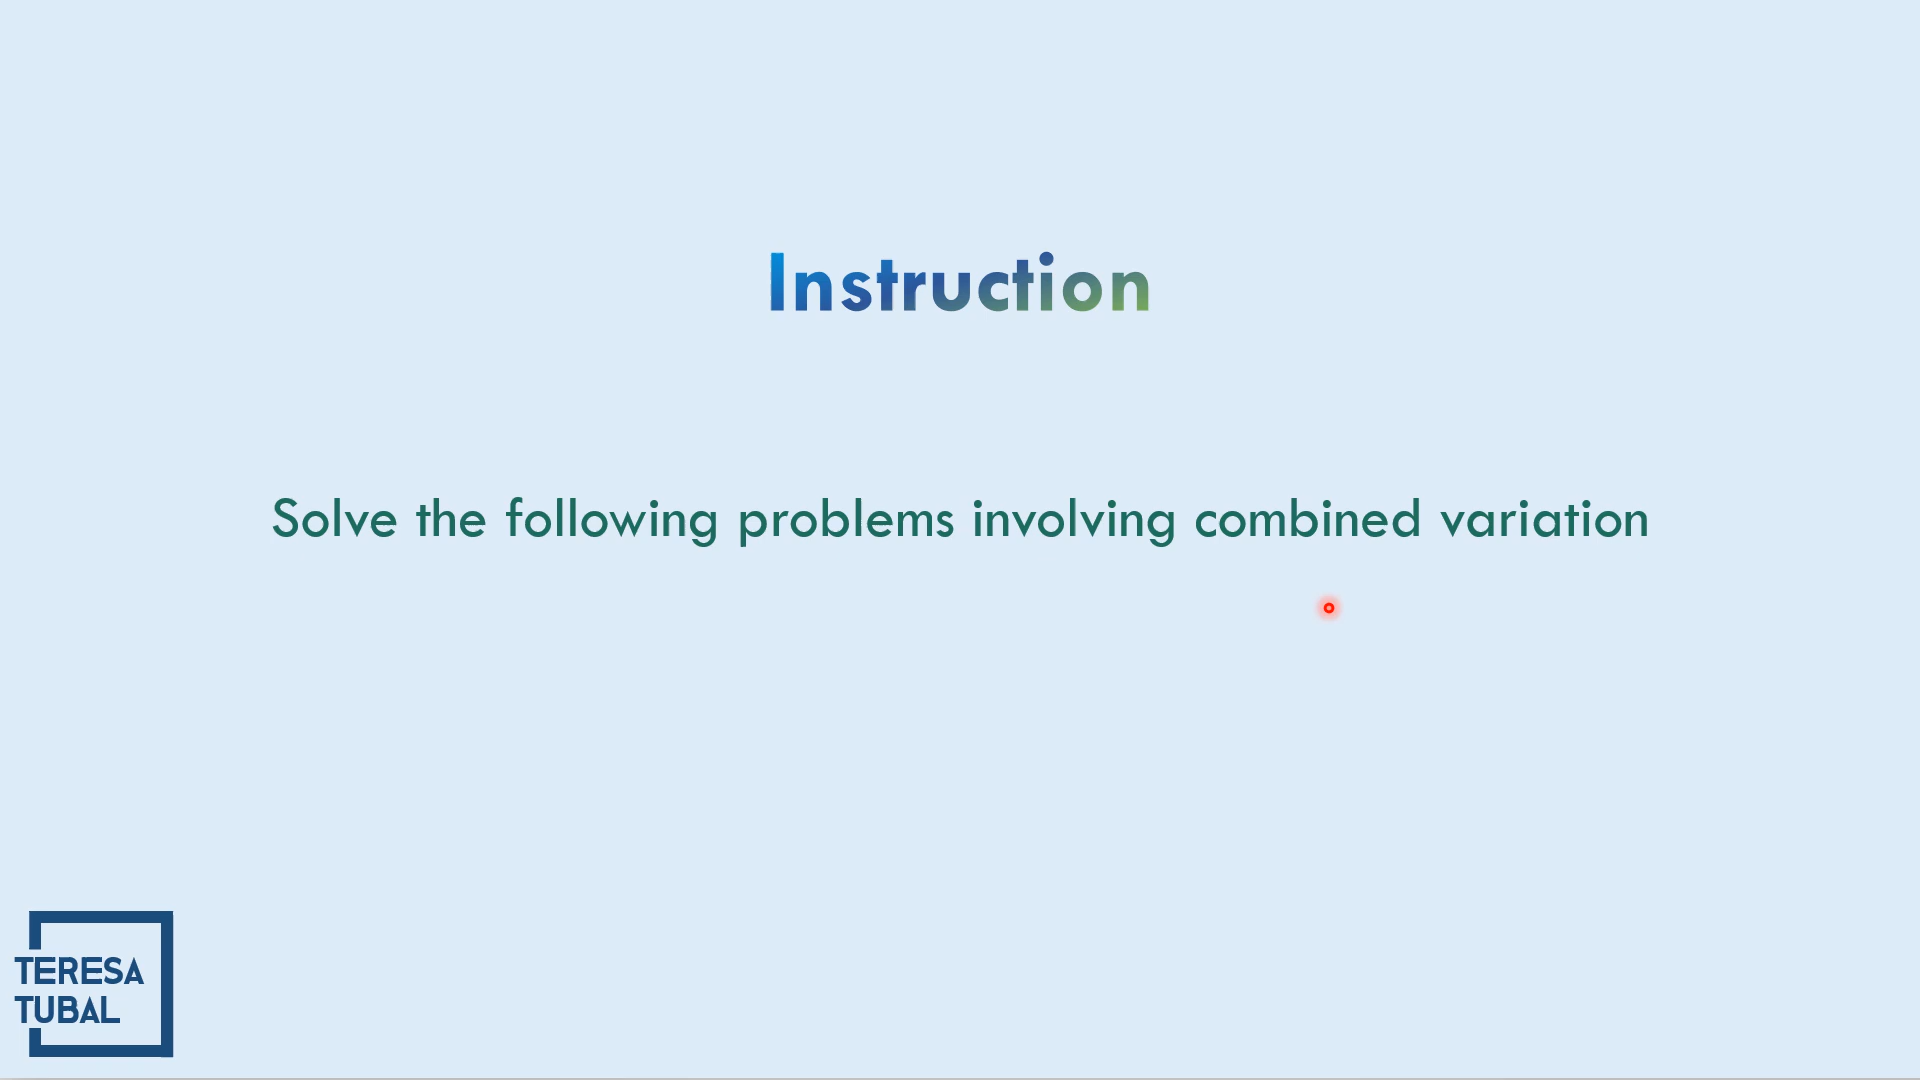 Instruction
Solve the following problems involving combined variation
TERESA
TUBAL